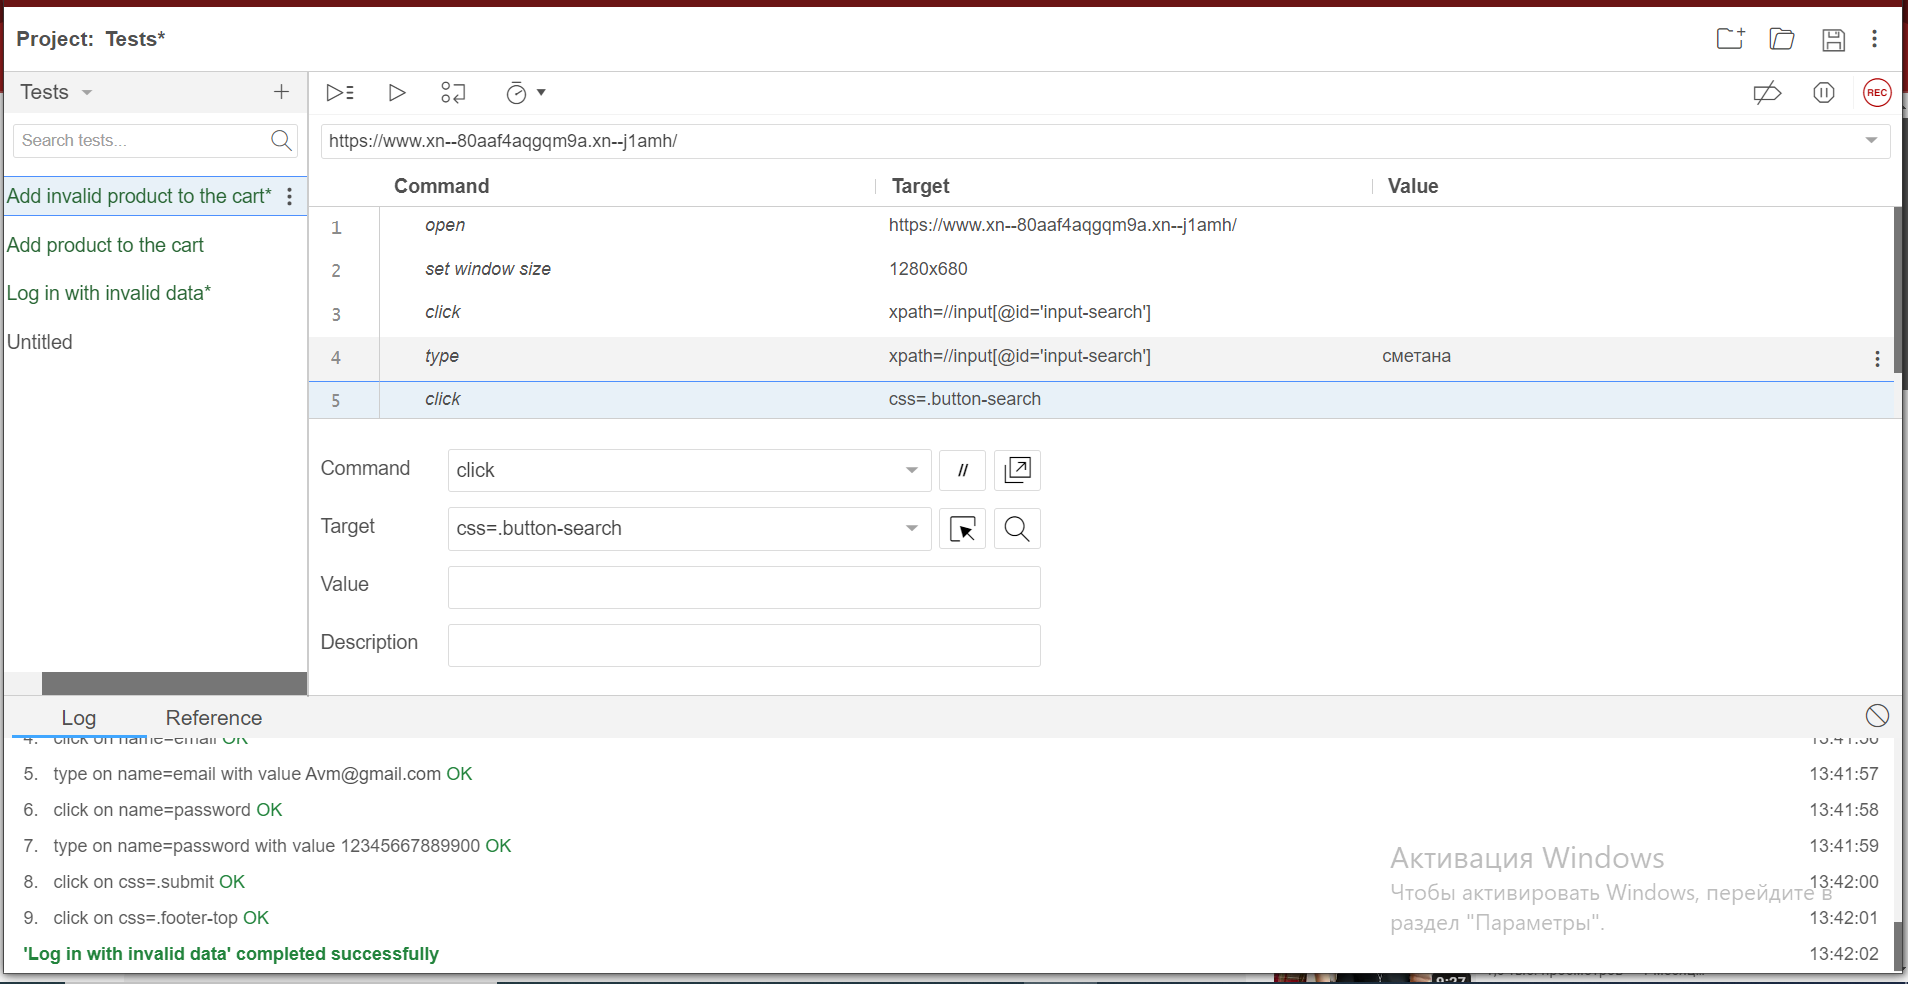 Project: Tests*
Tests
REC
Search tests...
https://www.xn--80aaf4aqgqm9a.xn--j1amh/
Command Target Value
Add invalid product to the cart*
1 open https://www.xn--80aaf4aqgqm9a.xn--j1amh/
Add product to the cart
2 set window size 1280x680
Log in with invalid data*
3 click xpath=//input[@id='input-search']
Untitled
4 type xpath=//input[@id='input-search'] сметана
5 click css=.button-search
Command click //
Target css=.button-search
Value
Description
Log Reference
4. click on name=email OK
5. type on name=email with value Avm@gmail.com OK 13:41:57
6. click on name=password OK 13:41:58
7. type on name=password with value 12345667889900 OK 13:41:59
8. click on css=.submit OK 13:42:00
9. click on css=.footer-top OK 13:42:01
'Log in with invalid data' completed successfully 13:42:02
Активация Windows
Чтобы активировать Windows, перейдите в
раздел "Параметры".